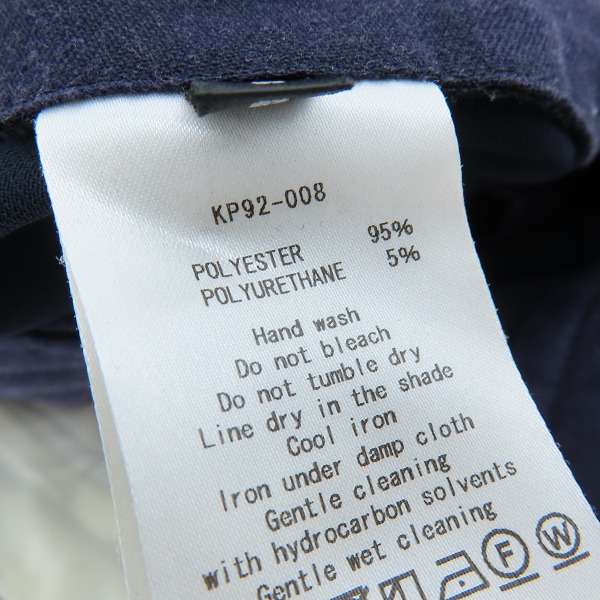 KP92-008
POLYESTER 95%
POLYURETHANE 5%
Hand wash
Do not bleach
Do not tumble dry
Line dry in the shade
Cool iron
Iron under damp cloth
Gentle cleaning
with hydrocarbon solvents
Gentle wet cleaning
F W